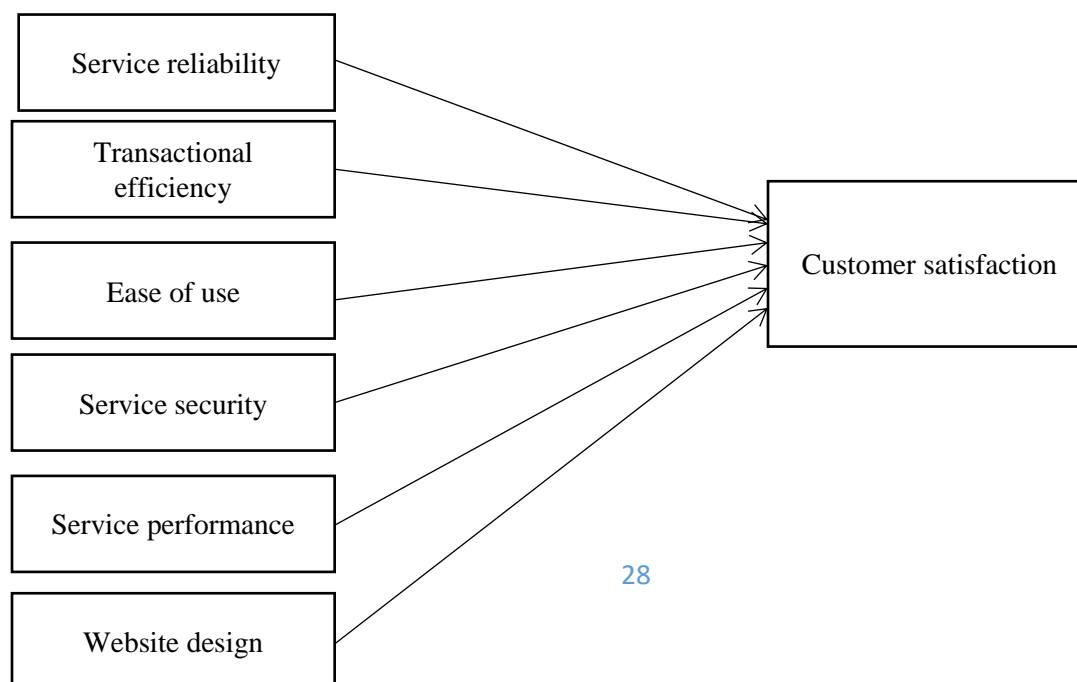 Service reliability
Transactional
efficiency
Ease of use
Service security
Service performance
Website design
Customer satisfaction
28